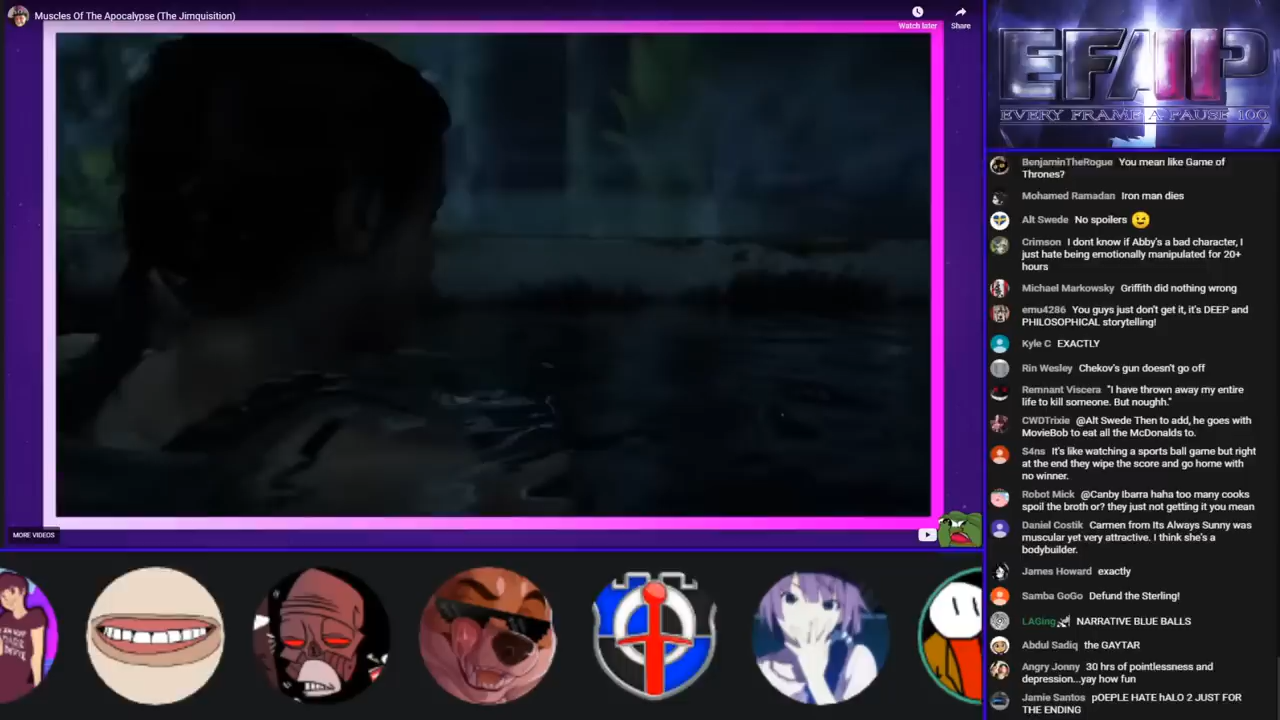 Muscles Of The Apocalypse (The Jimquisition)
Watch later
Share
MORE VIDEOS
EFAP
EVERY FRAME A PAUSE 100
BenjaminTheRogue You mean like Game of
Thrones?
Mohamed Ramadan Iron man dies
Alt Swede No spoilers 😉
Crimson I dont know if Abby's a bad character, I
just hate being emotionally manipulated for 20+
hours
Michael Markowsky Griffith did nothing wrong
emu4286 You guys just don't get it, it's DEEP and
PHILOSOPHICAL storytelling!
Kyle C EXACTLY
Rin Wesley Chekov's gun doesn't go off
Remnant Viscera "I have thrown away my entire
life to kill someone. But noughh."
CWDTrixie @Alt Swede Then to add, he goes with
MovieBob to eat all the McDonalds to.
S4ns It's like watching a sports ball game but right
at the end they wipe the score and go home with
no winner.
Robot Mick @Canby Ibarra haha too many cooks
spoil the broth or? they just not getting it you mean
Daniel Costik Carmen from Its Always Sunny was
muscular yet very attractive. I think she's a
bodybuilder.
James Howard exactly
Samba GoGo Defund the Sterling!
LAGing NARRATIVE BLUE BALLS
Abdul Sadiq the GAYTAR
Angry Jonny 30 hrs of pointlessness and
depression...yay how fun
Jamie Santos pOEPLE HATE hALO 2 JUST FOR
THE ENDING